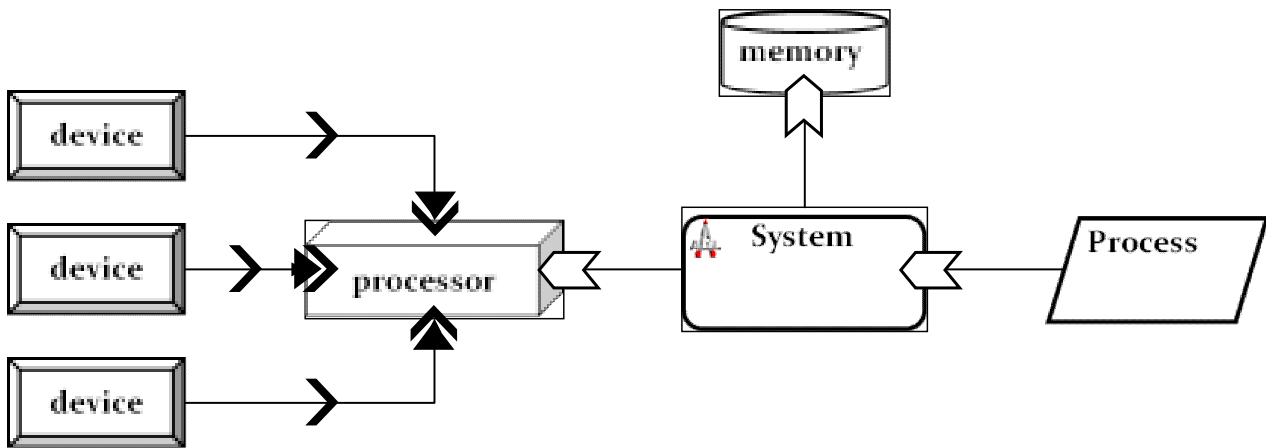 memory
device
System
Process
device
processor
device